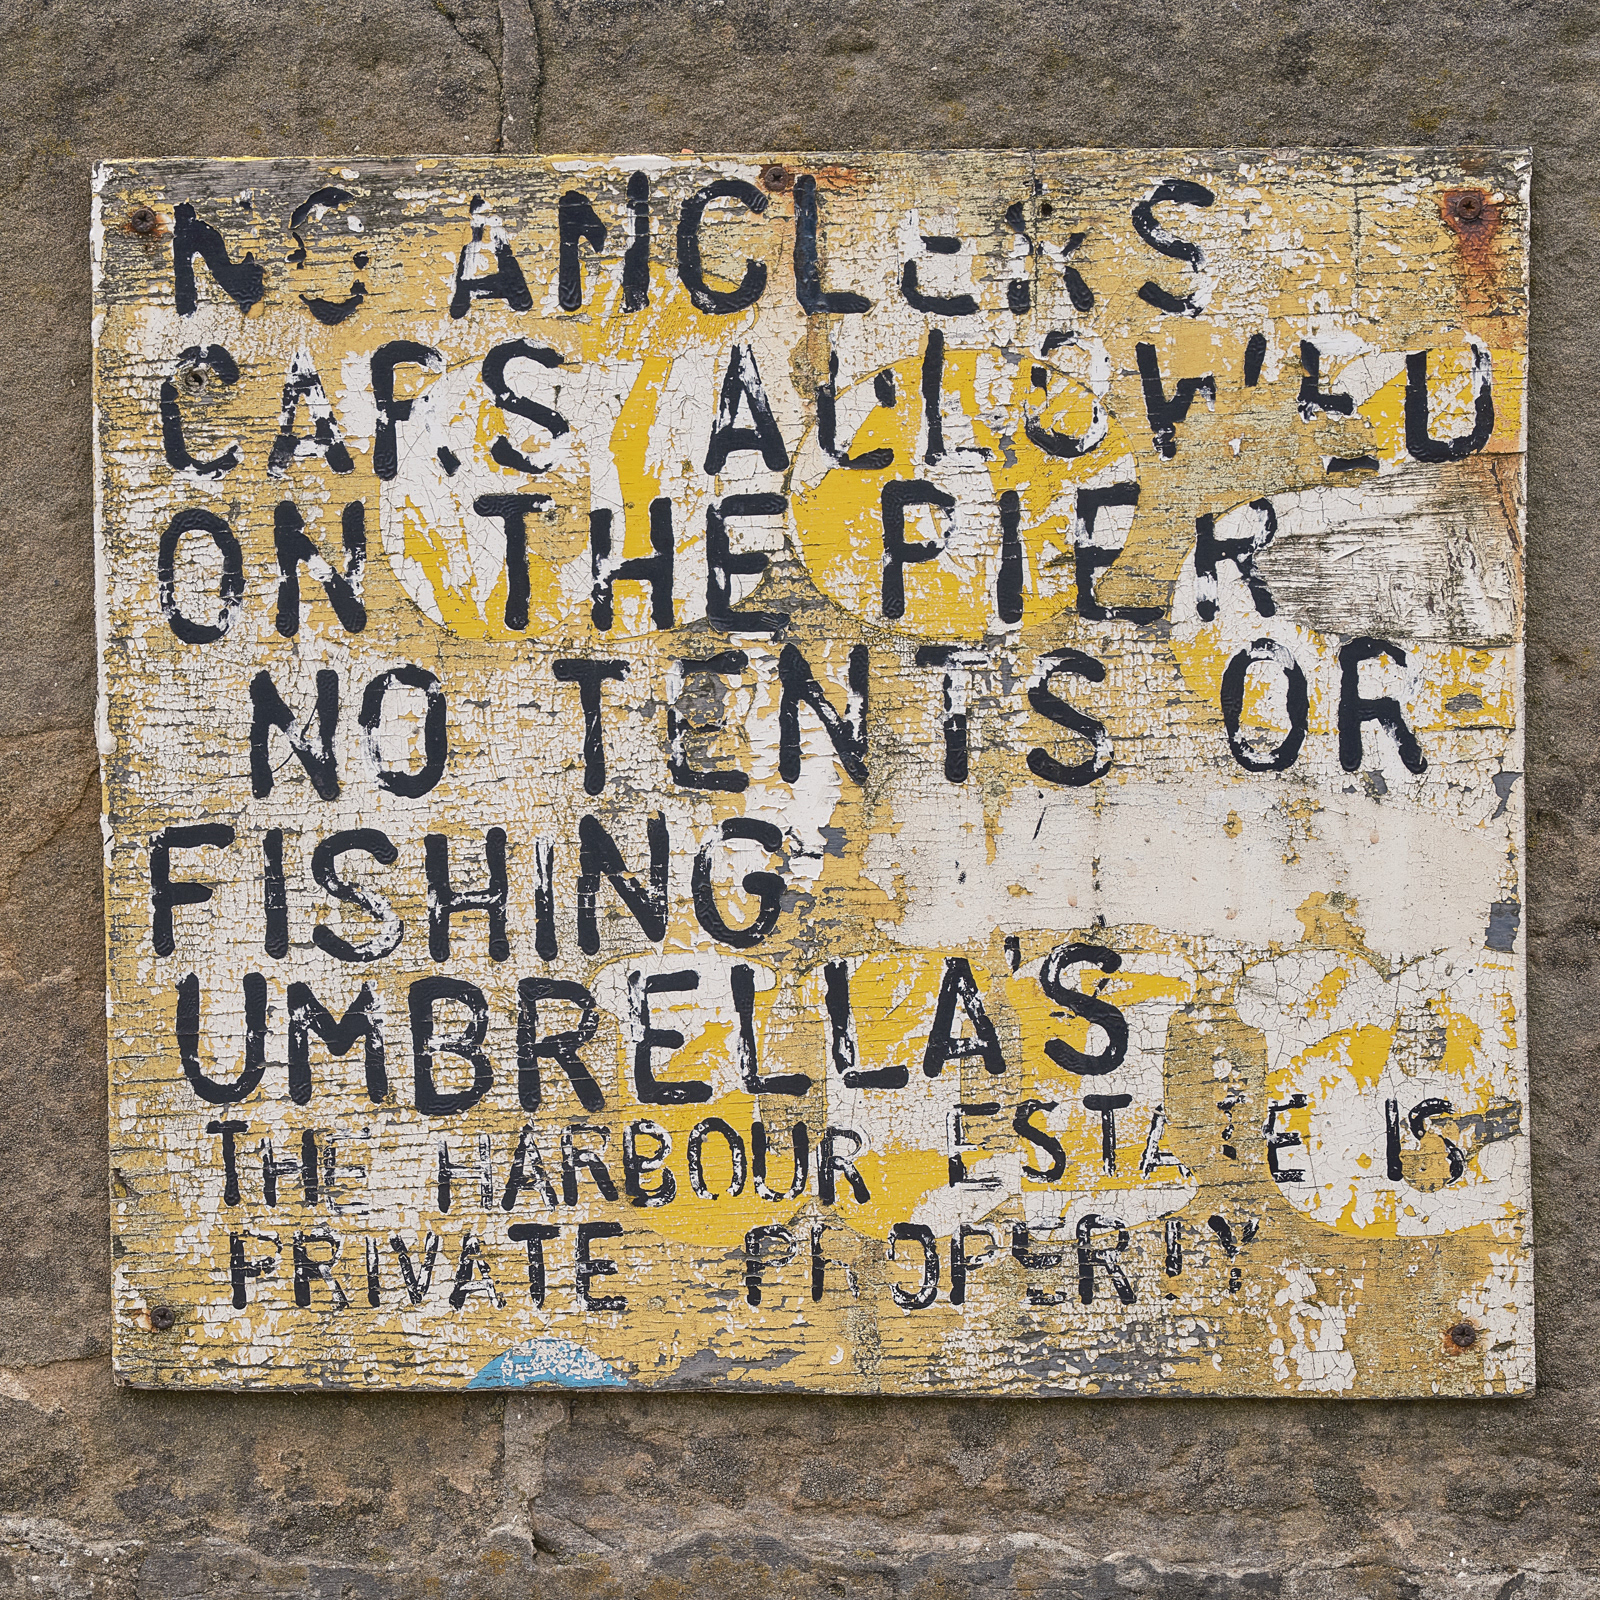 NO ANGLERS
CARS ALLOWED
ON THE PIER
NO TENTS OR
FISHING
UMBRELLA'S
THE HARBOUR ESTATE IS
PRIVATE PROPERTY